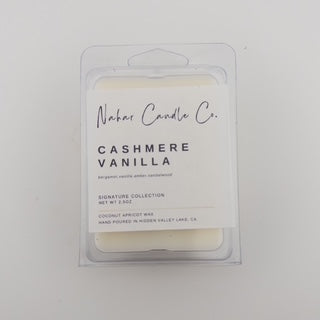 Nahar Candle Co.
CASHMERE
VANILLA
bergamot, vanilla, amber, sandalwood
SIGNATURE COLLECTION
NET WT 2.5OZ
COCONUT APRICOT WAX
HAND POURED IN HIDDEN VALLEY LAKE, CA.